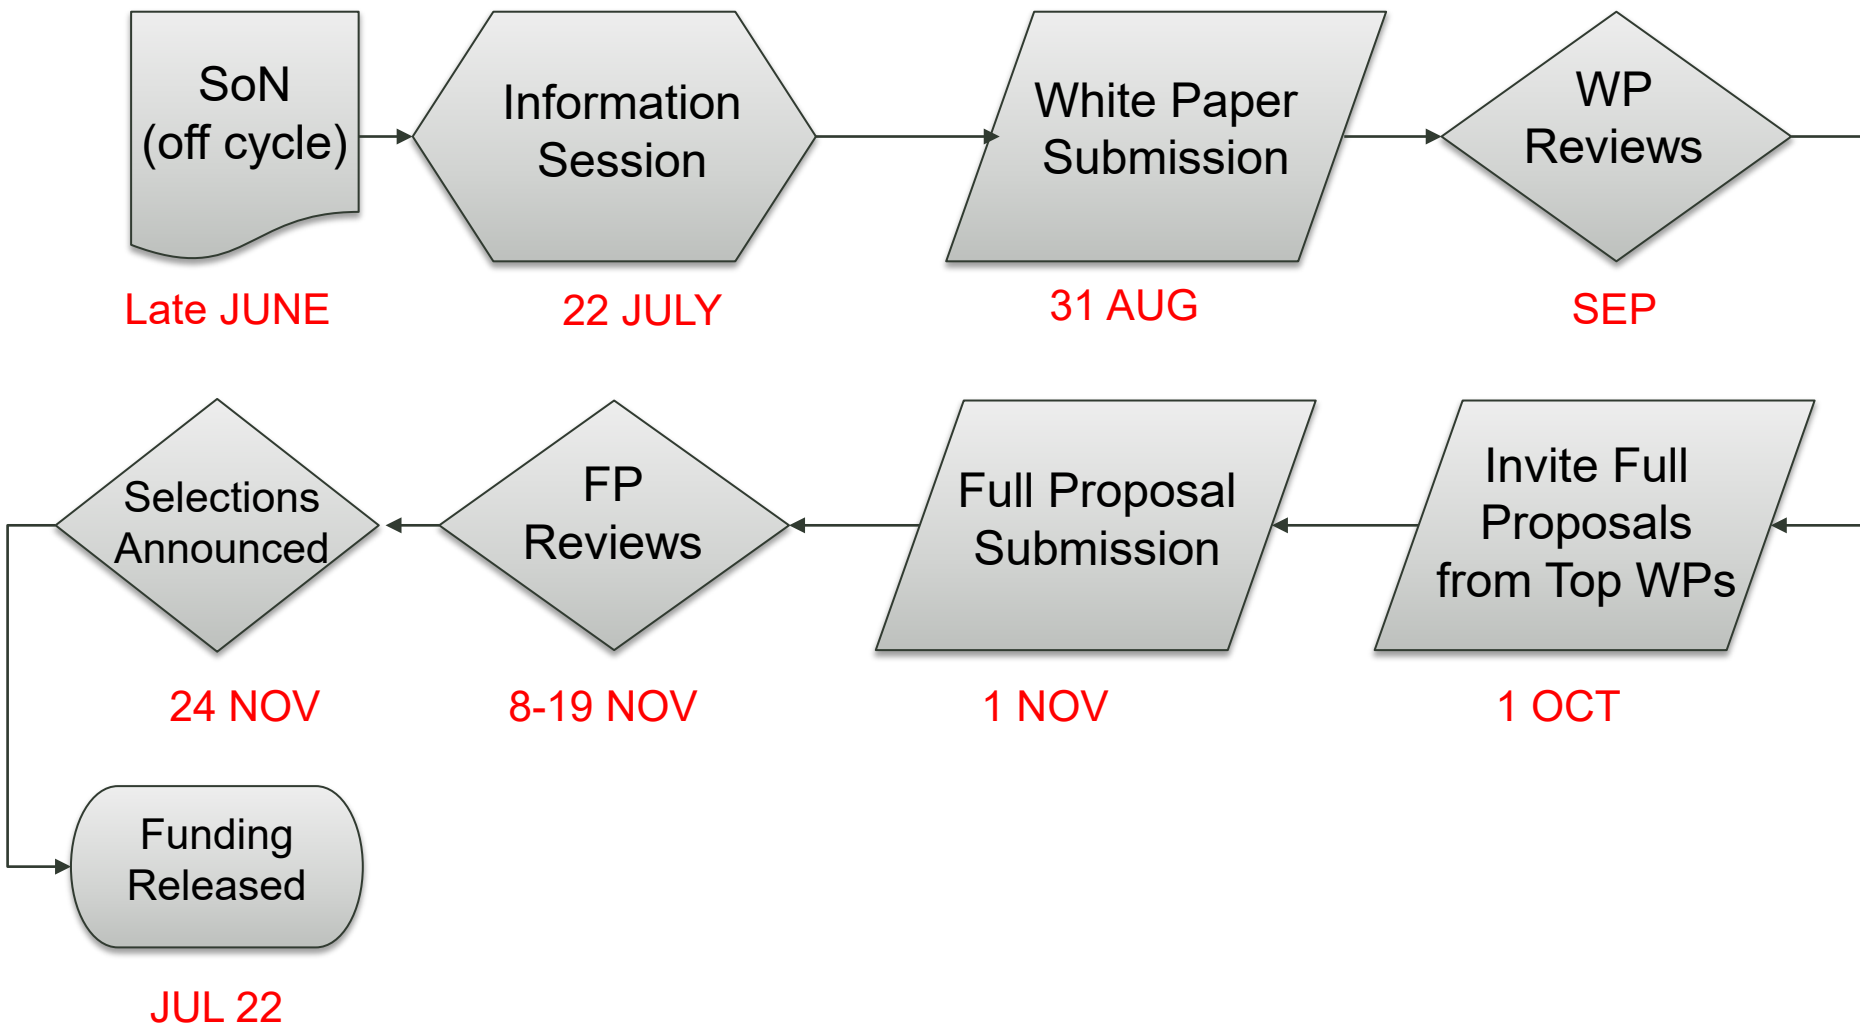 SoN
(off cycle)
Late JUNE
Information
Session
22 JULY
White Paper
Submission
31 AUG
WP
Reviews
SEP
Invite Full
Proposals
from Top WPs
1 OCT
Full Proposal
Submission
1 NOV
FP
Reviews
8-19 NOV
Selections
Announced
24 NOV
Funding
Released
JUL 22